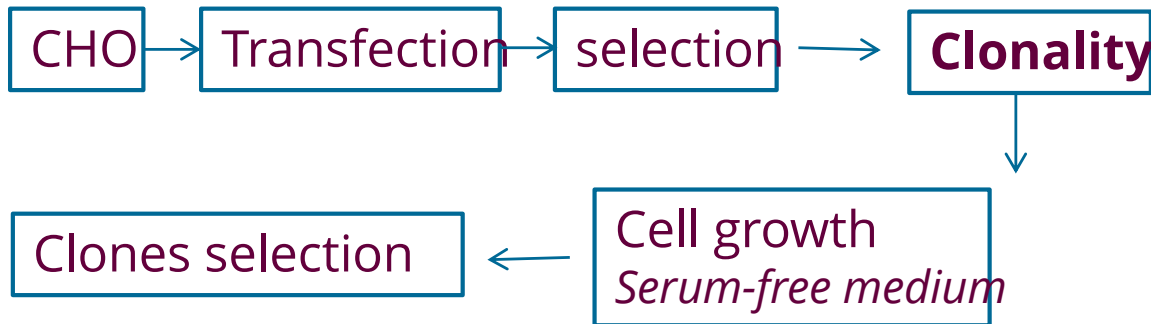 CHO
Transfection
selection
Clonality
Cell growth
Serum-free medium
Clones selection